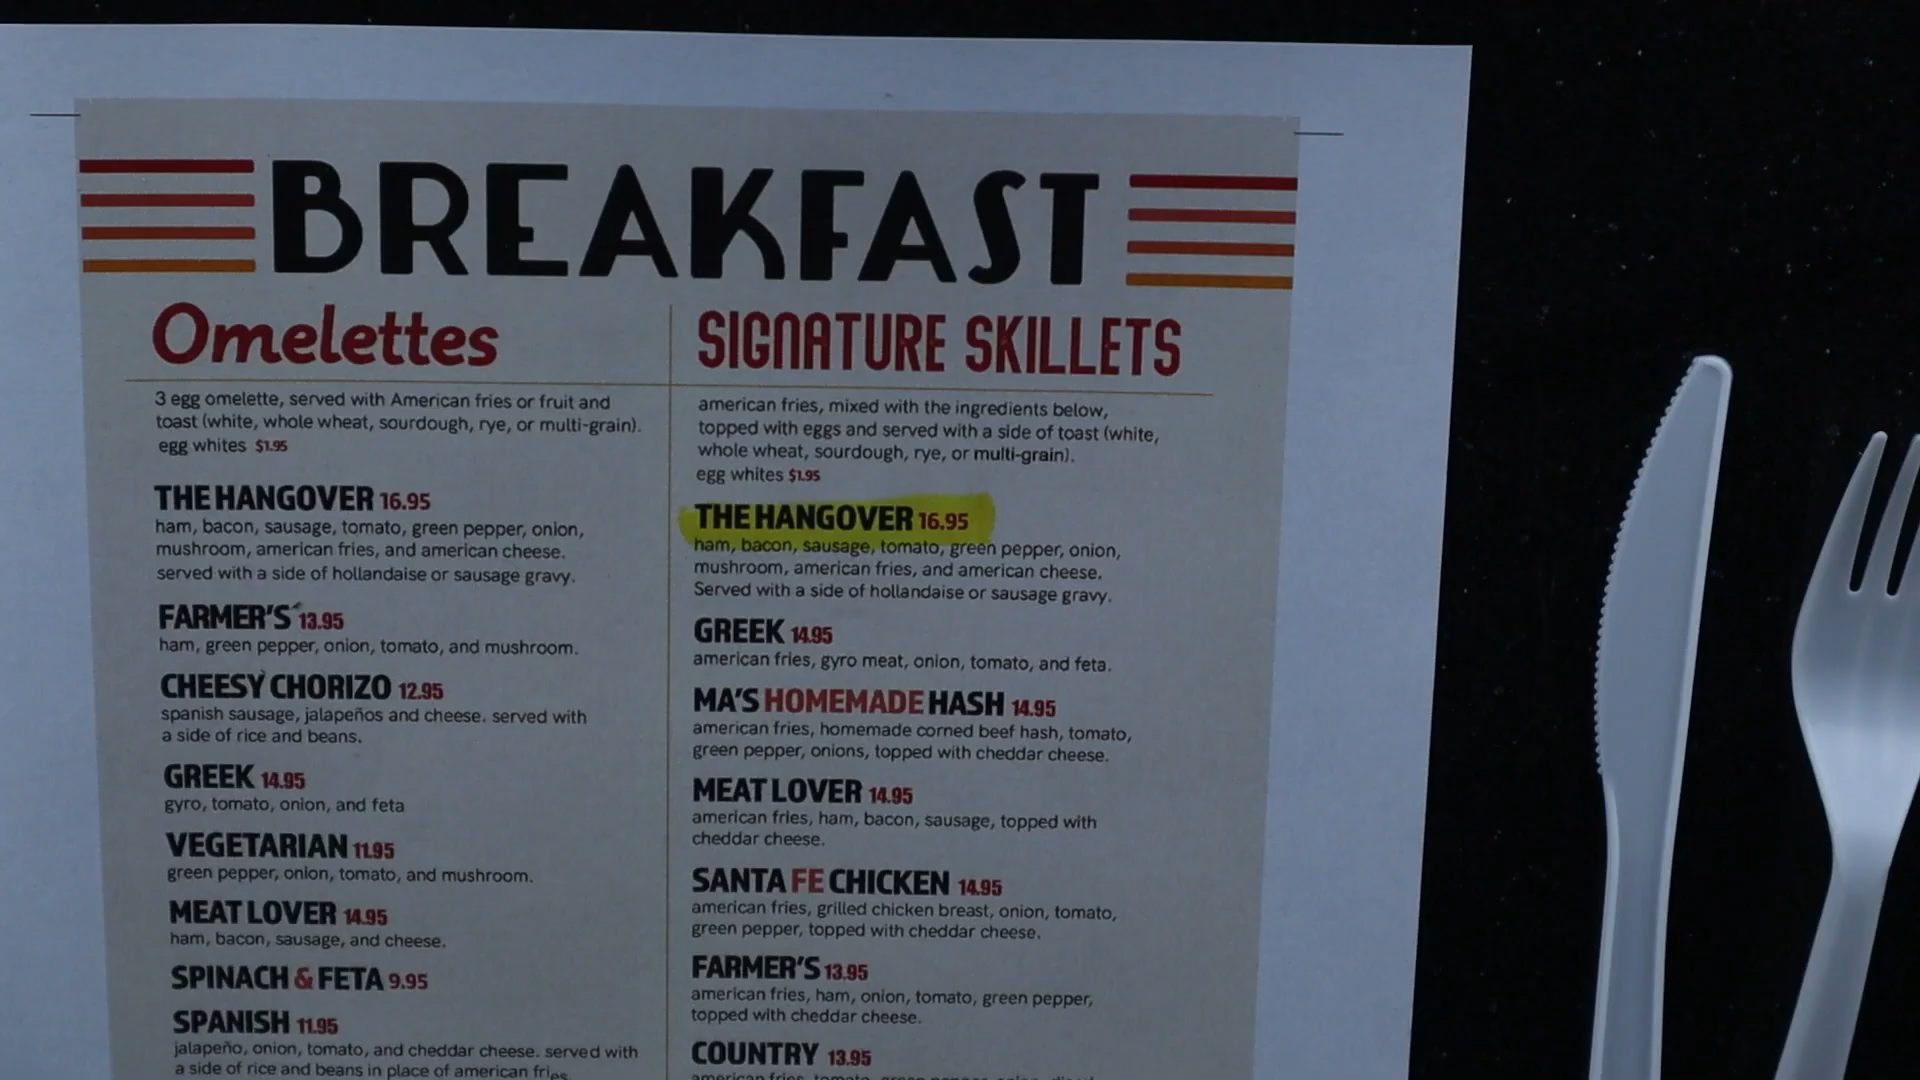 BREAKFAST
Omelettes
3 egg omelette, served with American fries or fruit and
toast (white, whole wheat, sourdough, rye, or multi-grain).
egg whites $1.95
THE HANGOVER 16.95
ham, bacon, sausage, tomato, green pepper, onion,
mushroom, american fries, and american cheese.
served with a side of hollandaise or sausage gravy.
FARMER'S 13.95
ham, green pepper, onion, tomato, and mushroom.
CHEESY CHORIZO 12.95
spanish sausage, jalapeños and cheese. served with
a side of rice and beans.
GREEK 14.95
gyro, tomato, onion, and feta
VEGETARIAN 11.95
green pepper, onion, tomato, and mushroom.
MEAT LOVER 14.95
ham, bacon, sausage, and cheese.
SPINACH & FETA 9.95
SPANISH 11.95
jalapeño, onion, tomato, and cheddar cheese. served with
a side of rice and beans in place of american fries.
SIGNATURE SKILLETS
american fries, mixed with the ingredients below,
topped with eggs and served with a side of toast (white,
whole wheat, sourdough, rye, or multi-grain).
egg whites $1.95
THE HANGOVER 16.95
ham, bacon, sausage, tomato, green pepper, onion,
mushroom, american fries, and american cheese.
Served with a side of hollandaise or sausage gravy.
GREEK 14.95
american fries, gyro meat, onion, tomato, and feta.
MA'S HOMEMADE HASH 14.95
american fries, homemade corned beef hash, tomato,
green pepper, onions, topped with cheddar cheese.
MEAT LOVER 14.95
american fries, ham, bacon, sausage, topped with
cheddar cheese.
SANTA FE CHICKEN 14.95
american fries, grilled chicken breast, onion, tomato,
green pepper, topped with cheddar cheese.
FARMER'S 13.95
american fries, ham, onion, tomato, green pepper,
topped with cheddar cheese.
COUNTRY 13.95